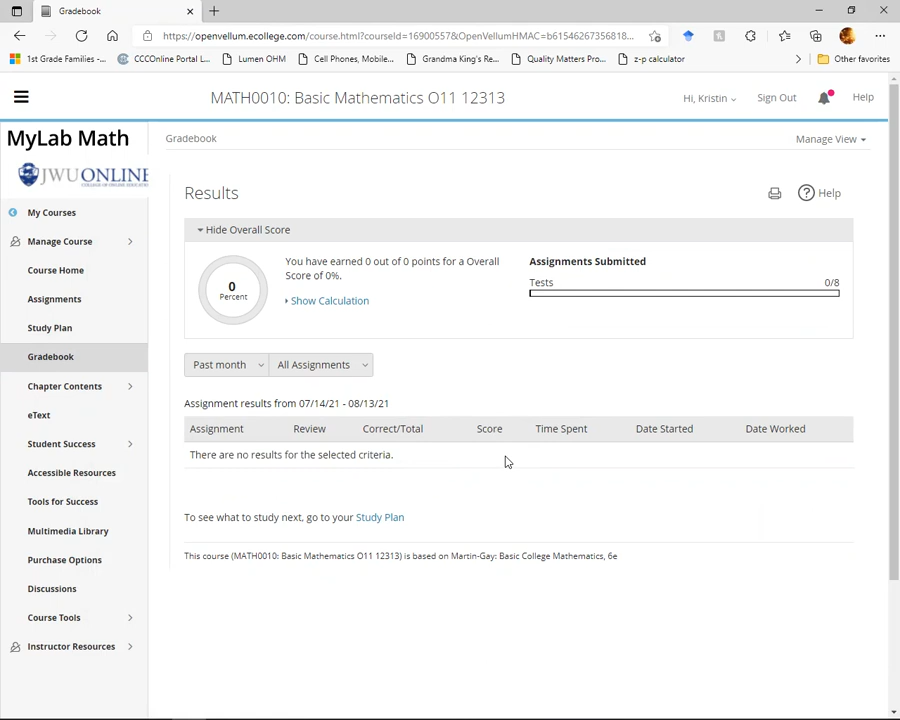 Gradebook
https://openvellum.ecollege.com/course.html?courseId=16900557&OpenVellumHMAC=b61546267356818...
1st Grade Families -...
CCCOnline Portal L...
Lumen OHM
Cell Phones, Mobile...
Grandma King's Re...
Quality Matters Pro...
z-p calculator
Other favorites
MATH0010: Basic Mathematics O11 12313
Hi, Kristin
Sign Out
Help
MyLab Math
JWUONLINE
My Courses
Manage Course
Course Home
Assignments
Study Plan
Gradebook
Chapter Contents
eText
Student Success
Accessible Resources
Tools for Success
Multimedia Library
Purchase Options
Discussions
Course Tools
Instructor Resources
Gradebook
Manage View
Results
Help
Hide Overall Score
0
Percent
You have earned 0 out of 0 points for a Overall
Score of 0%.
Show Calculation
Assignments Submitted
Tests 0/8
Past month
All Assignments
Assignment results from 07/14/21 - 08/13/21
Assignment Review Correct/Total Score Time Spent Date Started Date Worked
There are no results for the selected criteria.
To see what to study next, go to your Study Plan
This course (MATH0010: Basic Mathematics O11 12313) is based on Martin-Gay: Basic College Mathematics, 6e